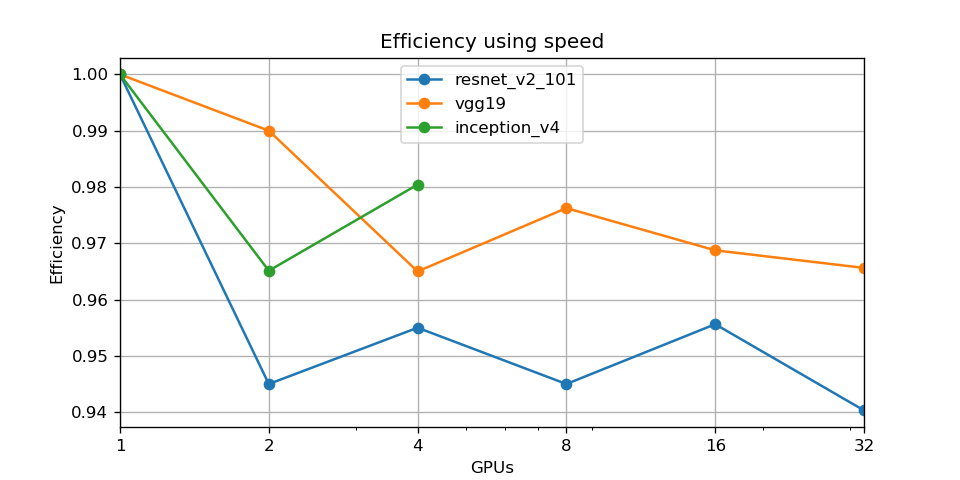 Efficiency using speed
resnet_v2_101
vgg19
inception_v4
Efficiency
1.00
0.99
0.98
0.97
0.96
0.95
0.94
1 2 4 8 16 32
GPUs